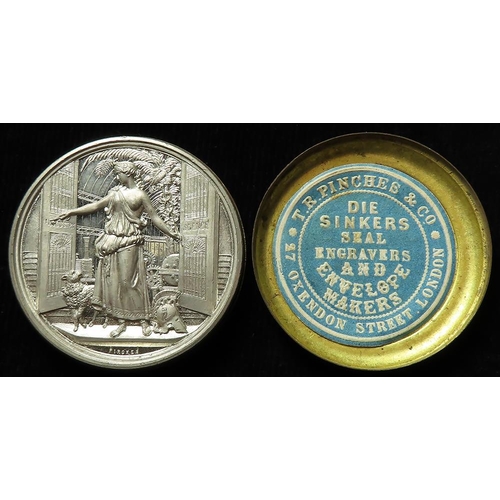 PINCHES
T.R. PINCHES & CO
DIE
SINKERS
SEAL
ENGRAVERS
AND
ENVELOPE
MAKERS
27 OXENDON STREET LONDON